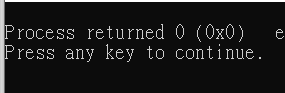 Process returned 0 (0x0)   e
Press any key to continue.